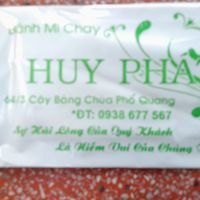 Bánh Mì Chay
HUY PHA
64/3 Cây Bàng Chùa Phổ Quang
*ĐT: 0938 677 567
Sự Hài Lòng Của Quý Khách
Là Niềm Vui Của Chúng